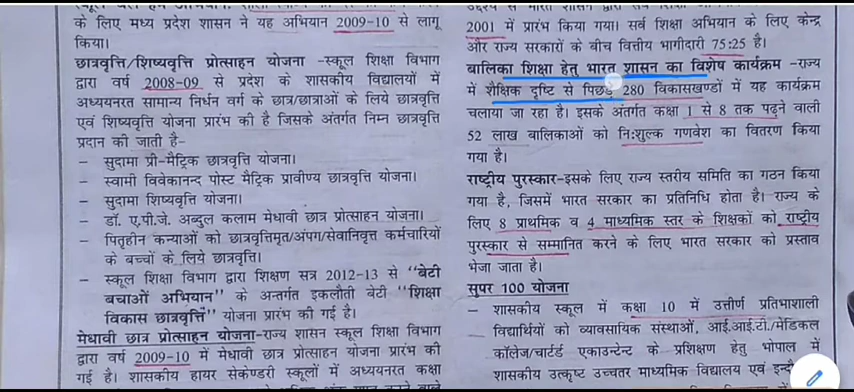 के लिए मध्य प्रदेश शासन ने यह अभियान 2009-10 से लागू
किया।
छात्रवृत्ति/शिष्यवृत्ति प्रोत्साहन योजना -स्कूल शिक्षा विभाग
द्वारा वर्ष 2008-09 से प्रदेश के शासकीय विद्यालयों में
अध्ययनरत सामान्य निर्धन वर्ग के छात्र/छात्राओं के लिये छात्रवृत्ति
एवं शिष्यवृत्ति योजना प्रारंभ की है जिसके अंतर्गत निम्न छात्रवृत्ति
प्रदान की जाती है-
– सुदामा प्री-मैट्रिक छात्रवृत्ति योजना।
– स्वामी विवेकानन्द पोस्ट मैट्रिक प्रावीण्य छात्रवृत्ति योजना।
– सुदामा शिष्यवृत्ति योजना।
– डॉ. ए.पी.जे. अब्दुल कलाम मेधावी छात्र प्रोत्साहन योजना।
– पितृहीन कन्याओं को छात्रवृत्तिमृत/अपंग/सेवानिवृत्त कर्मचारियों
के बच्चों के लिये छात्रवृत्ति।
– स्कूल शिक्षा विभाग द्वारा शिक्षण सत्र 2012-13 से "बेटी
बचाओं अभियान" के अन्तर्गत इकलौती बेटी "शिक्षा
विकास छात्रवृत्ति" योजना प्रारंभ की गई है।
मेधावी छात्र प्रोत्साहन योजना-राज्य शासन स्कूल शिक्षा विभाग
द्वारा वर्ष 2009-10 में मेधावी छात्र प्रोत्साहन योजना प्रारंभ की
गई है। शासकीय हायर सेकेण्डरी स्कूलों में अध्ययनरत कक्षा
2001 में प्रारंभ किया गया। सर्व शिक्षा अभियान के लिए केन्द्र
और राज्य सरकारों के बीच वित्तीय भागीदारी 75:25 है।
बालिका शिक्षा हेतु भारत शासन का विशेष कार्यक्रम -राज्य
में शैक्षिक दृष्टि से पिछड़े 280 विकासखण्डों में यह कार्यक्रम
चलाया जा रहा है। इसके अंतर्गत कक्षा 1 से 8 तक पढ़ने वाली
52 लाख बालिकाओं को नि:शुल्क गणवेश का वितरण किया
गया है।
राष्ट्रीय पुरस्कार-इसके लिए राज्य स्तरीय समिति का गठन किया
गया है, जिसमें भारत सरकार का प्रतिनिधि होता है। राज्य के
लिए 8 प्राथमिक व 4 माध्यमिक स्तर के शिक्षकों को राष्ट्रीय
पुरस्कार से सम्मानित करने के लिए भारत सरकार को प्रस्ताव
भेजा जाता है।
सुपर 100 योजना
– शासकीय स्कूल में कक्षा 10 में उत्तीर्ण प्रतिभाशाली
विद्यार्थियों को व्यावसायिक संस्थाओं, आई.आई.टी./मेडिकल
कॉलेज/चार्टर्ड एकाउन्टेन्ट के प्रशिक्षण हेतु भोपाल में
शासकीय उत्कृष्ट उच्चतर माध्यमिक विद्यालय एवं